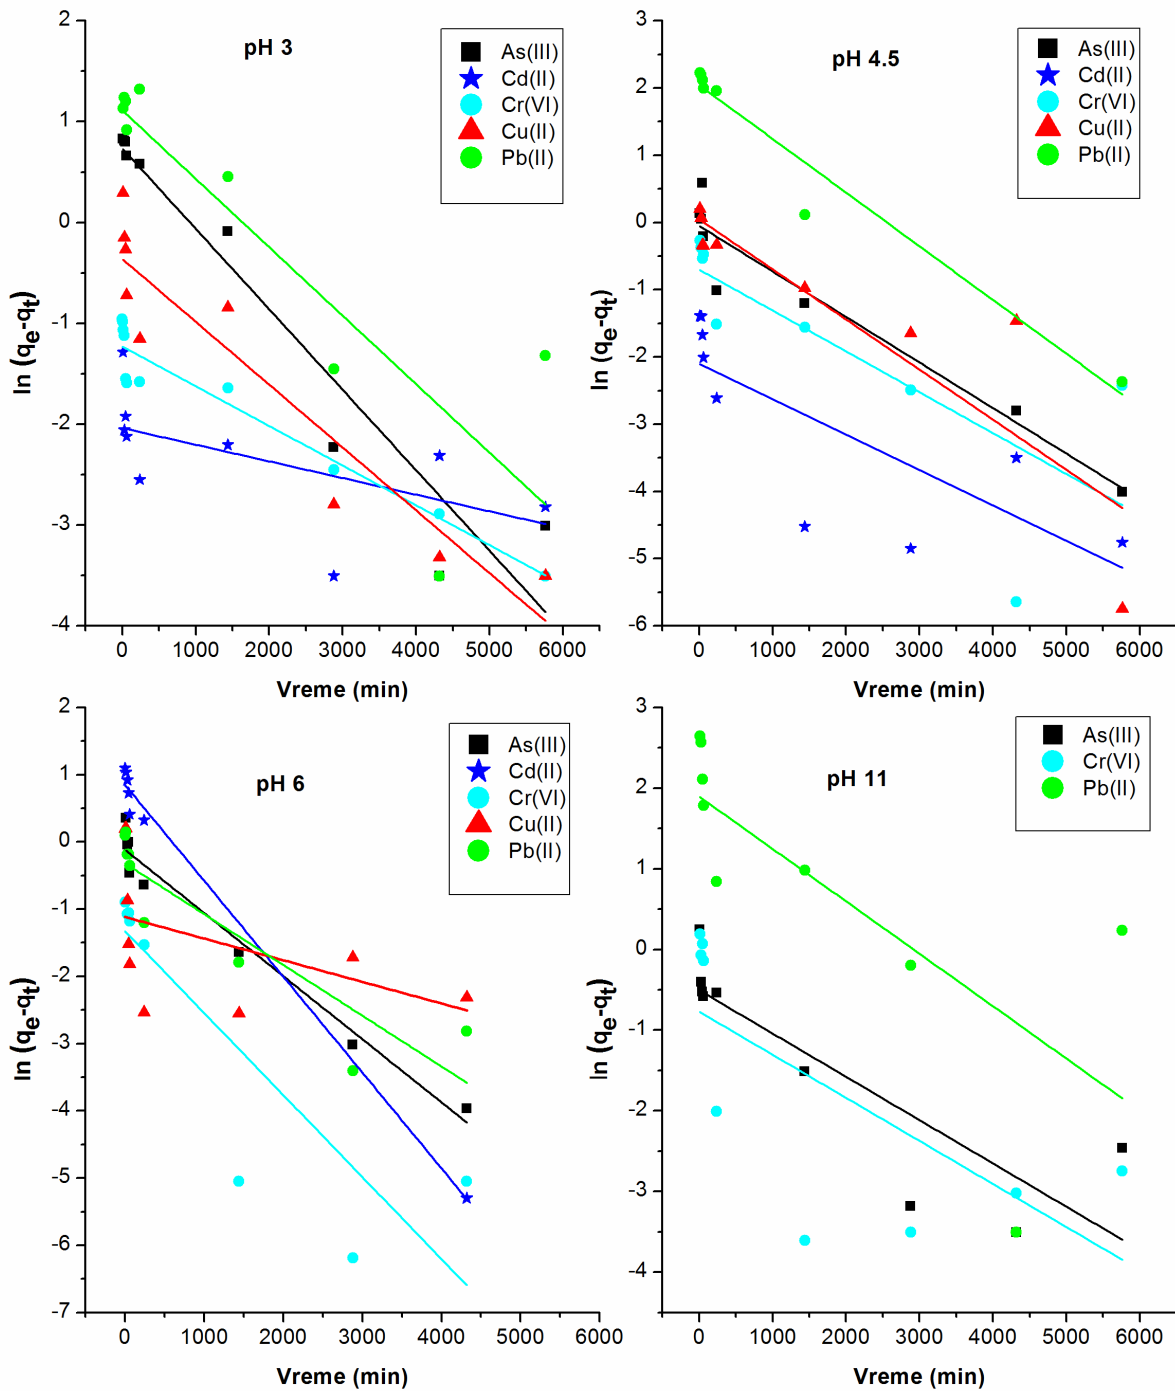 pH 3
As(III)
Cd(II)
Cr(VI)
Cu(II)
Pb(II)
2
1
0
-1
-2
-3
-4
ln (qe-qt)
0 1000 2000 3000 4000 5000 6000
Vreme (min)
pH 4.5
As(III)
Cd(II)
Cr(VI)
Cu(II)
Pb(II)
3
2
1
0
-1
-2
-3
-4
-5
-6
ln (qe-qt)
0 1000 2000 3000 4000 5000 6000
Vreme (min)
pH 6
As(III)
Cd(II)
Cr(VI)
Cu(II)
Pb(II)
2
1
0
-1
-2
-3
-4
-5
-6
-7
ln (qe-qt)
0 1000 2000 3000 4000 5000 6000
Vreme (min)
pH 11
As(III)
Cr(VI)
Pb(II)
3
2
1
0
-1
-2
-3
-4
ln (qe-qt)
0 1000 2000 3000 4000 5000 6000
Vreme (min)